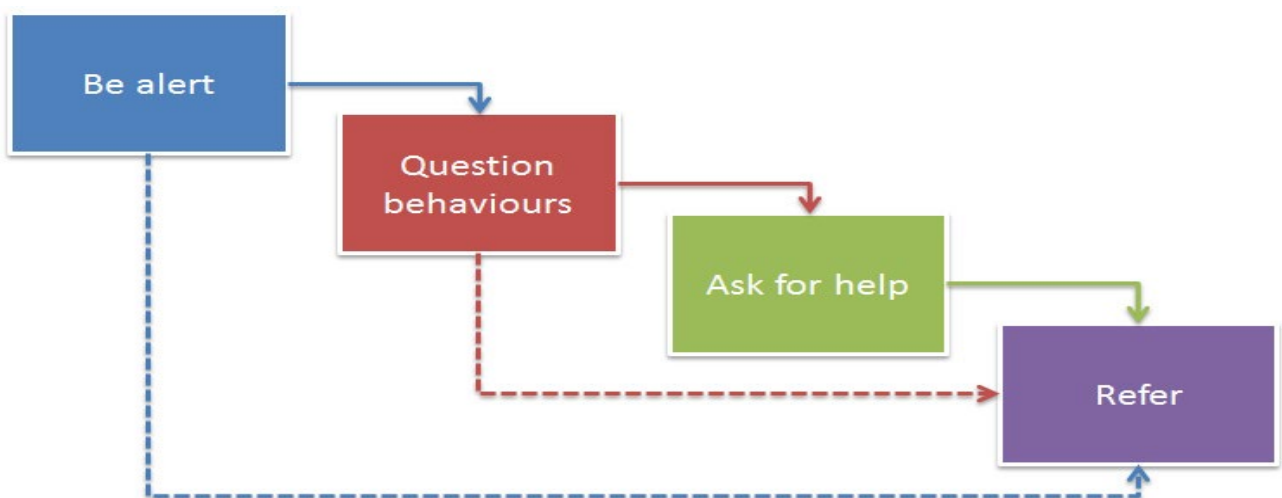 Be alert
Question
behaviours
Ask for help
Refer